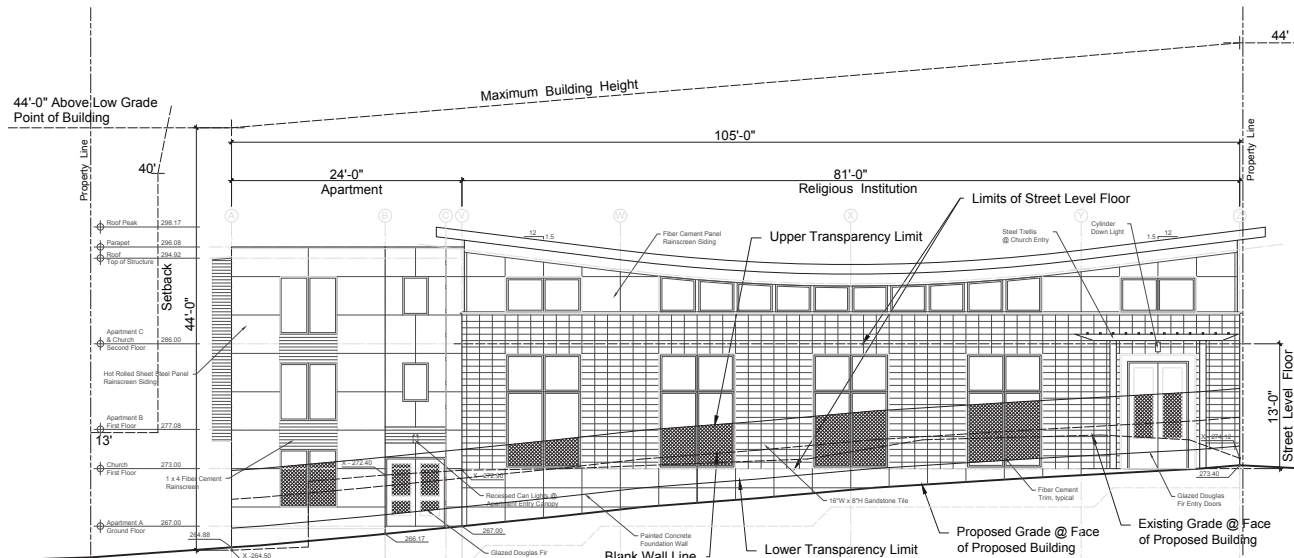 44'
Maximum Building Height
44'-0" Above Low Grade
Point of Building
Property Line
Property Line
105'-0"
40'
24'-0"
Apartment
81'-0"
Religious Institution
Limits of Street Level Floor
A
B
C
V
W
X
Y
Roof Peak 298.17
Parapet 296.08
Roof 294.92
Top of Structure
Setback
44'-0"
12
1.5
Fiber Cement Panel
Rainscreen Siding
Upper Transparency Limit
Steel Trellis
@ Church Entry
Cylinder
Down Light
12
1.5
Apartment C
& Church 286.00
Second Floor
Hot Rolled Sheet Steel Panel
Rainscreen Siding
13'-0"
Street Level Floor
Apartment B
First Floor 277.08
13'
Church 273.00
First Floor
1 x 4 Fiber Cement
Rainscreen
X - 272.40
Recessed Can Lights @
Apartment Entry Canopy
16"W x 8"H Sandstone Tile
Fiber Cement
Trim, typical
273.40
Glazed Douglas
Fir Entry Doors
Apartment A 267.00
Ground Floor
264.88
X -264.50
266.17
267.00
Glazed Douglas Fir
Painted Concrete
Foundation Wall
Blank Wall Line
Lower Transparency Limit
Proposed Grade @ Face
of Proposed Building
Existing Grade @ Face
of Proposed Building